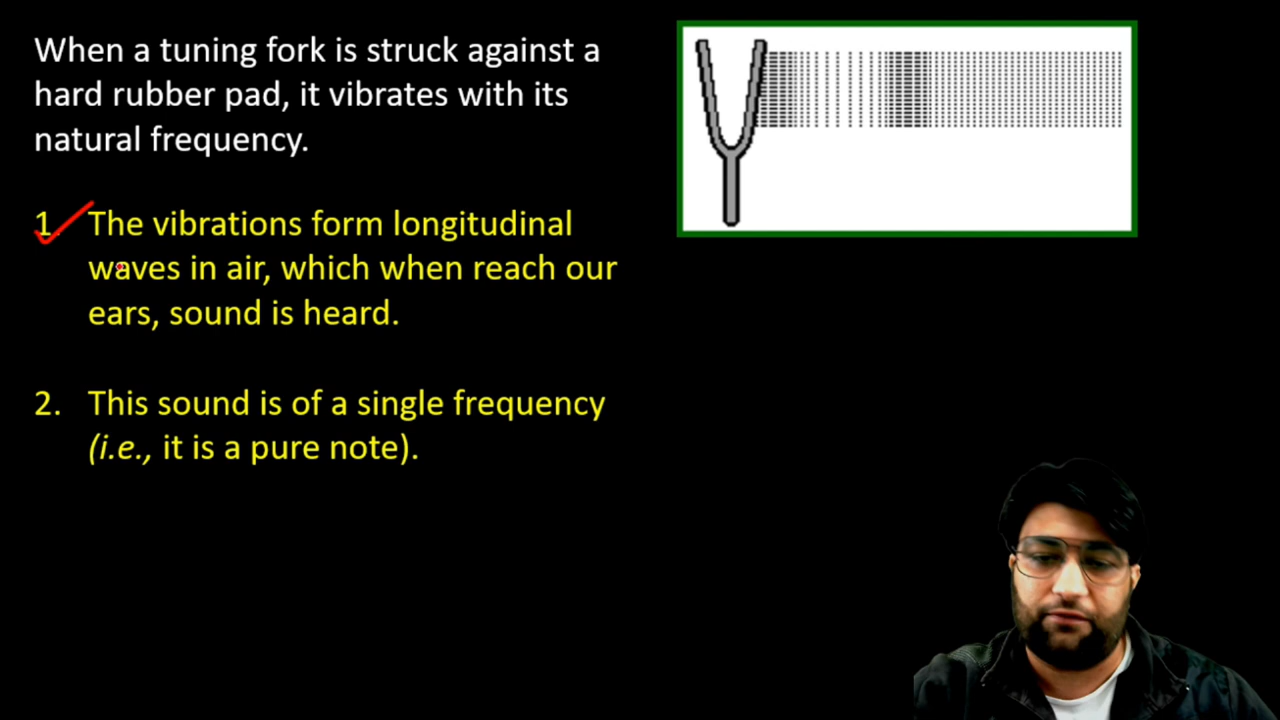 When a tuning fork is struck against a
hard rubber pad, it vibrates with its
natural frequency.
1. The vibrations form longitudinal
waves in air, which when reach our
ears, sound is heard.
2. This sound is of a single frequency
(i.e., it is a pure note).